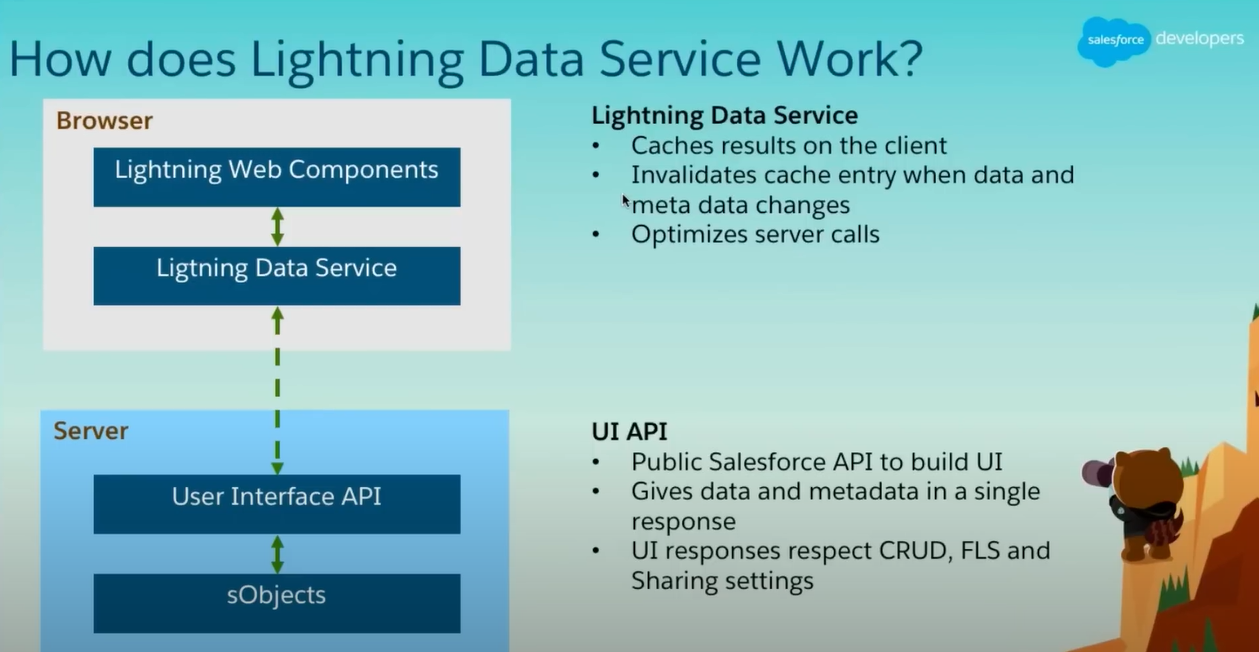 How does Lightning Data Service Work?
salesforce developers
Browser
Lightning Web Components
Ligtning Data Service
Lightning Data Service
• Caches results on the client
• Invalidates cache entry when data and
meta data changes
• Optimizes server calls
Server
User Interface API
sObjects
UI API
• Public Salesforce API to build UI
• Gives data and metadata in a single
response
• UI responses respect CRUD, FLS and
Sharing settings